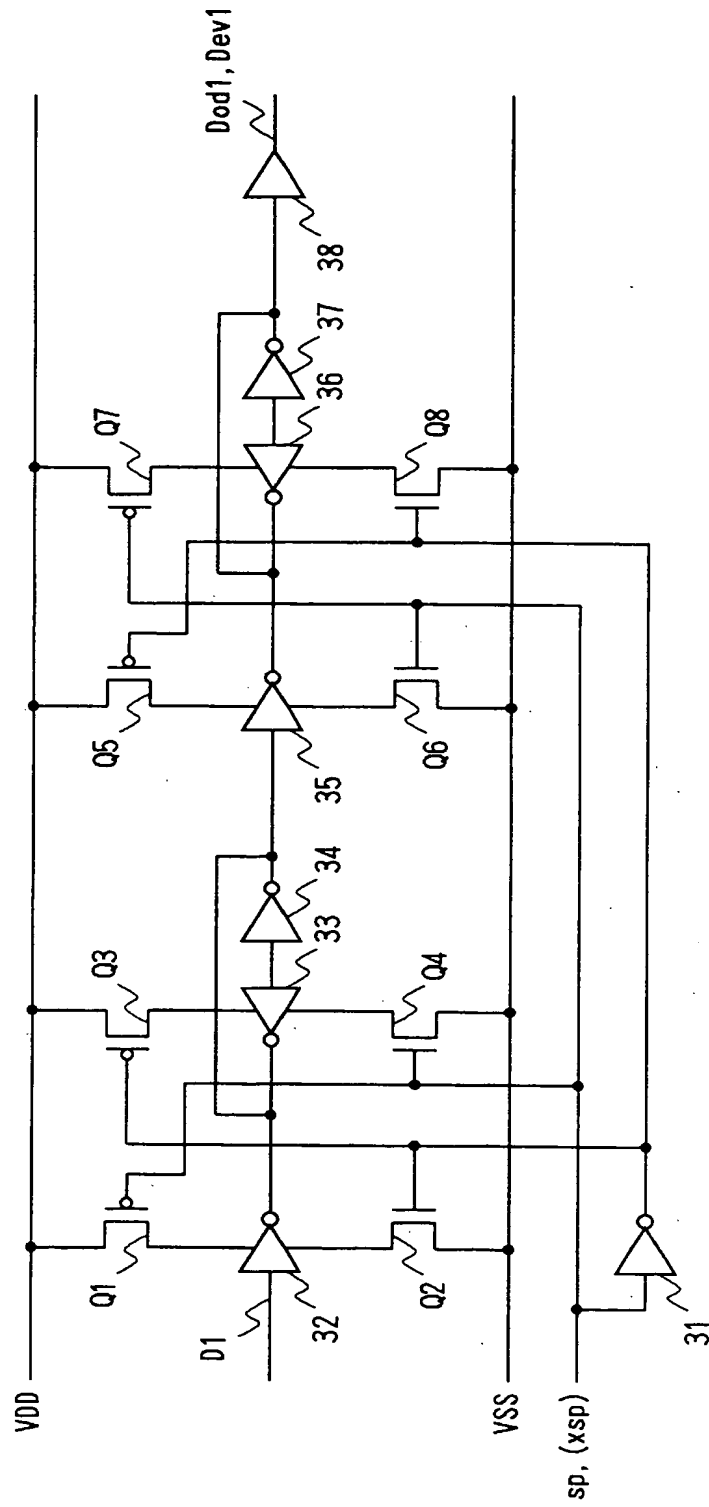 VDD
Q1
Q3
Q5
Q7
D1
32
33
34
35
36
37
38
Dod1, Dev1
Q2
Q4
Q6
Q8
VSS
sp, (xsp)
31